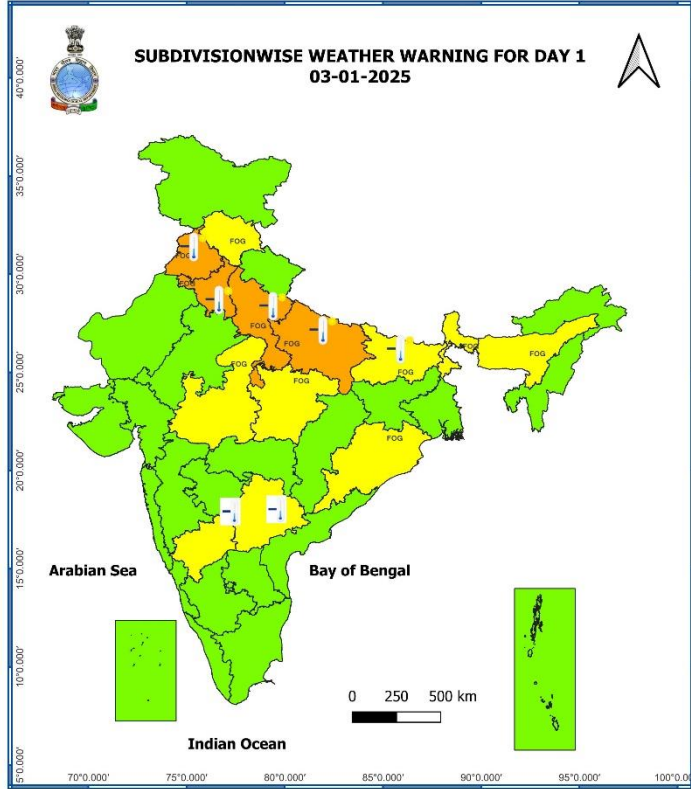 SUBDIVISIONWISE WEATHER WARNING FOR DAY 1
03-01-2025
40°0.000'
35°0.000'
FOG
FOG
30°0.000'
FOG
FOG
FOG
FOG
FOG
25°0.000'
FOG
FOG
FOG
FOG
20°0.000'
15°0.000'
Arabian Sea
Bay of Bengal
10°0.000'
0 250 500 km
Indian Ocean
5°0.000'
70°0.000' 75°0.000' 80°0.000' 85°0.000' 90°0.000' 95°0.000' 100°0.0